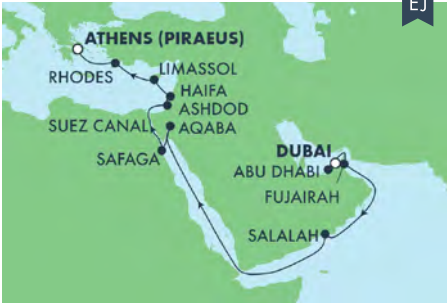 EJ
ATHENS (PIRAEUS)
RHODES
LIMASSOL
HAIFA
ASHDOD
SUEZ CANAL
AQABA
SAFAGA
DUBAI
ABU DHABI
FUJAIRAH
SALALAH